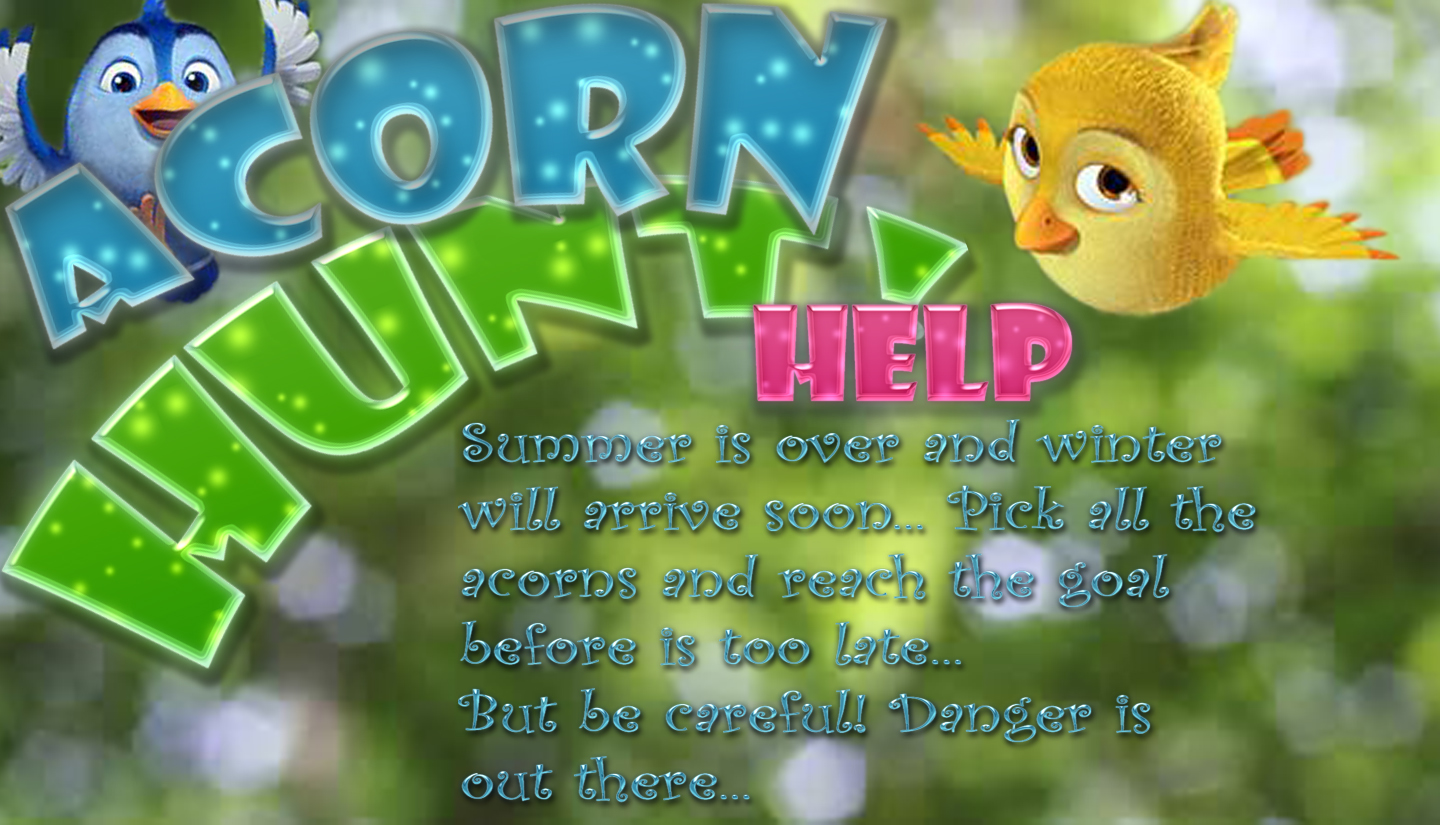 ACORN
HUNT!
HELP
Summer is over and winter
will arrive soon... Pick all the
acorns and reach the goal
before is too late...
But be careful! Danger is
out there...